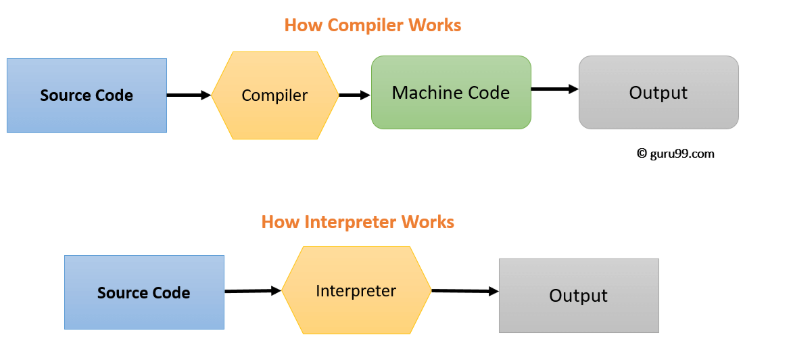 How Compiler Works
Source Code
Compiler
Machine Code
Output
© guru99.com
How Interpreter Works
Source Code
Interpreter
Output